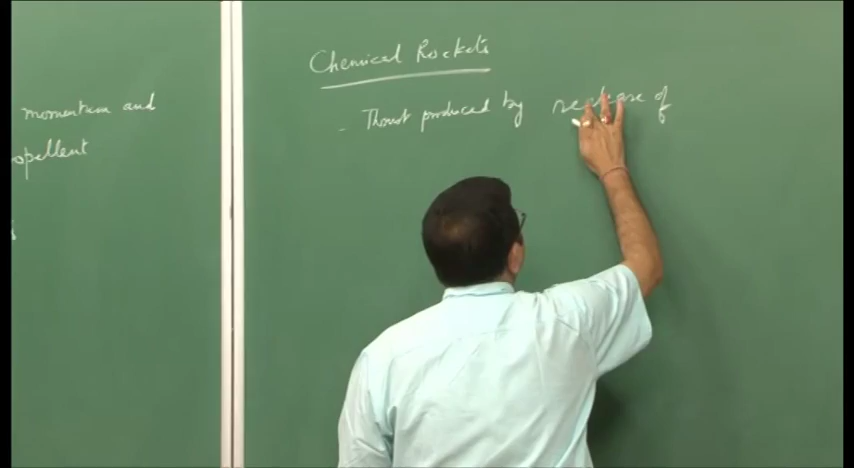 momentum and
opellent
Chemical Rockets
- Thrust produced by release of